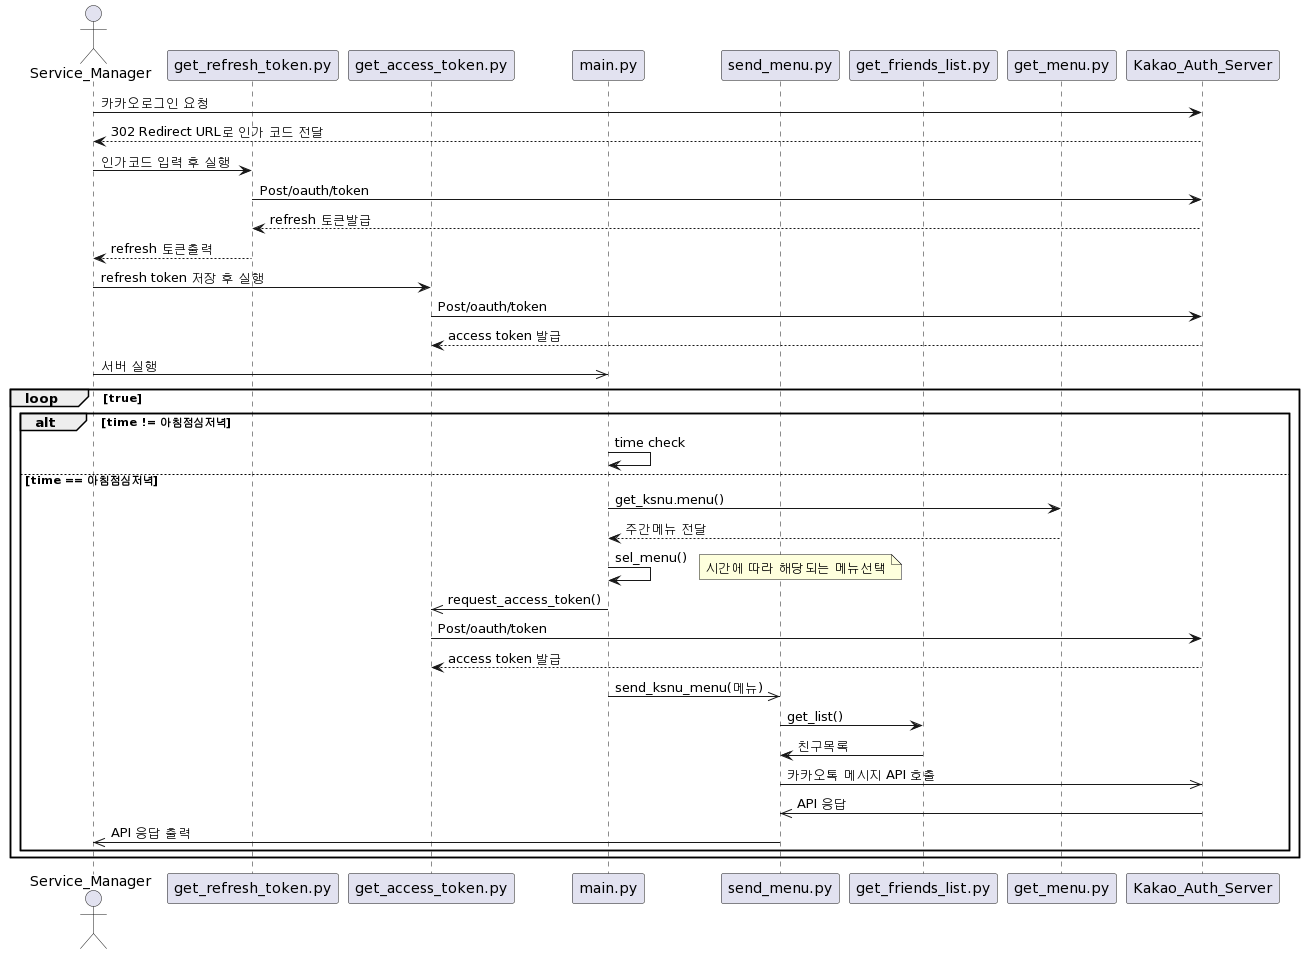 Service_Manager
get_refresh_token.py
get_access_token.py
main.py
send_menu.py
get_friends_list.py
get_menu.py
Kakao_Auth_Server
카카오로그인 요청
302 Redirect URL로 인가 코드 전달
인가코드 입력 후 실행
Post/oauth/token
refresh 토큰발급
refresh 토큰출력
refresh token 저장 후 실행
Post/oauth/token
access token 발급
서버 실행
loop [true]
alt [time != 아침점심저녁]
time check
[time == 아침점심저녁]
get_ksnu.menu()
주간메뉴 전달
sel_menu()
시간에 따라 해당되는 메뉴선택
request_access_token()
Post/oauth/token
access token 발급
send_ksnu_menu(메뉴)
get_list()
친구목록
카카오톡 메시지 API 호출
API 응답
API 응답 출력
Service_Manager
get_refresh_token.py
get_access_token.py
main.py
send_menu.py
get_friends_list.py
get_menu.py
Kakao_Auth_Server